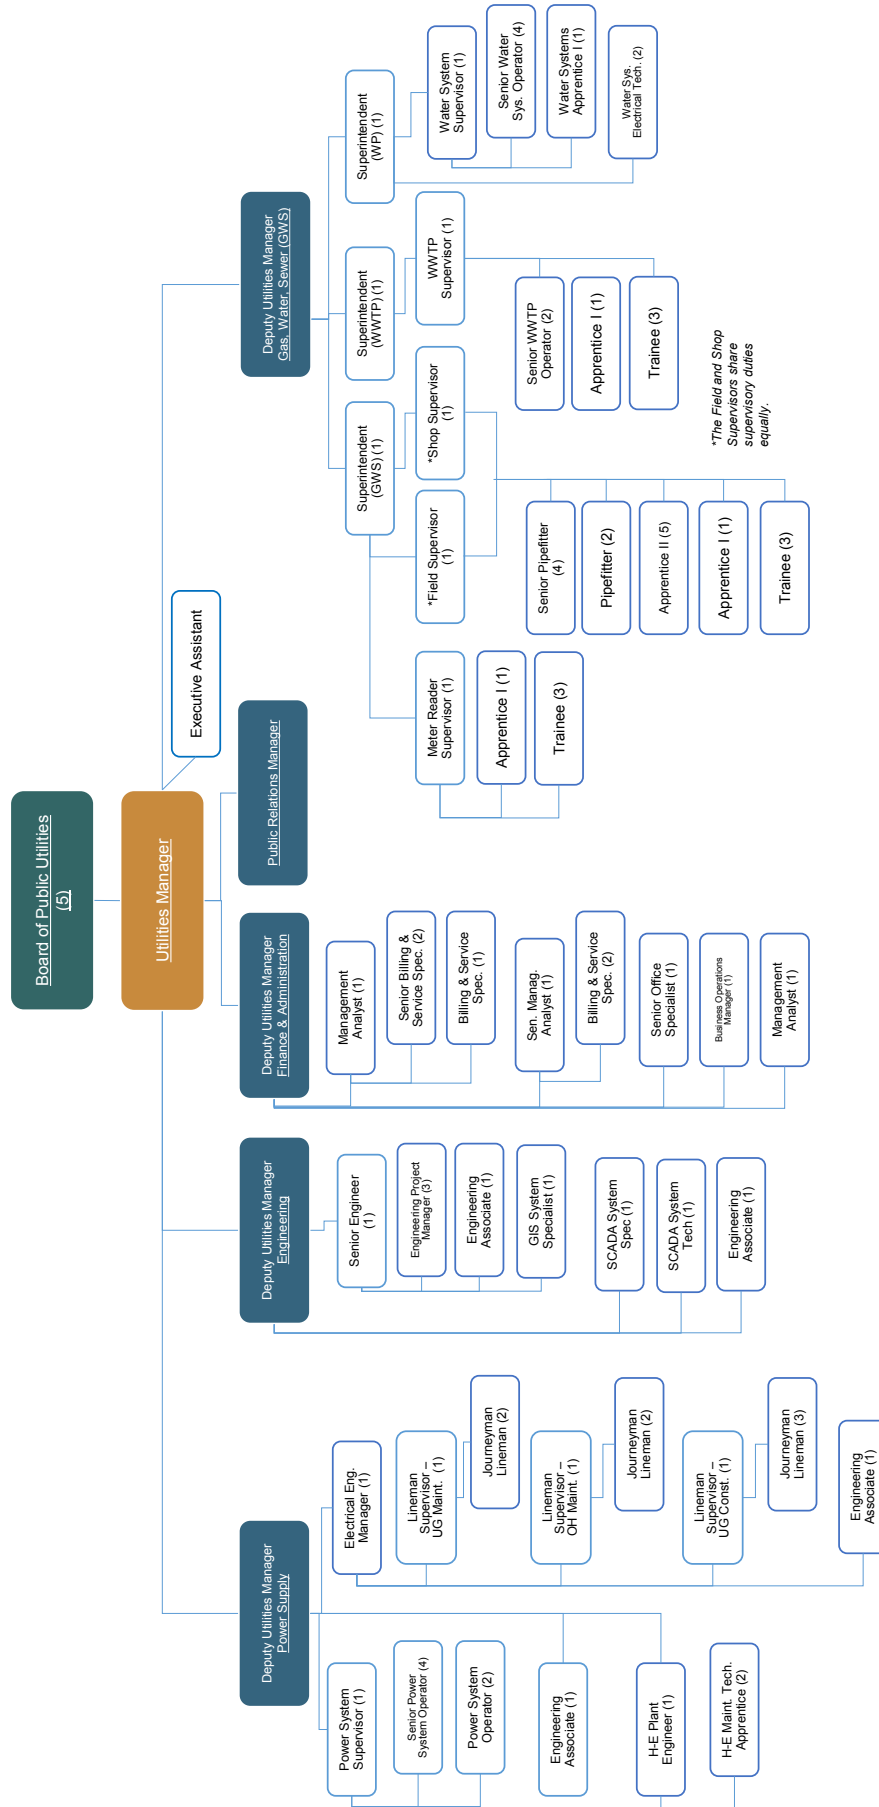 Board of Public Utilities
(5)
Utilities Manager
Executive Assistant
Public Relations Manager
Deputy Utilities Manager
Power Supply
Power System
Supervisor (1)
Senior Power
System Operator (4)
Power System
Operator (2)
Engineering
Associate (1)
H-E Plant
Engineer (1)
H-E Maint. Tech.
Apprentice (2)
Electrical Eng.
Manager (1)
Lineman
Supervisor –
UG Maint. (1)
Journeyman
Lineman (2)
Lineman
Supervisor –
OH Maint. (1)
Journeyman
Lineman (2)
Lineman
Supervisor –
UG Const. (1)
Journeyman
Lineman (3)
Engineering
Associate (1)
Deputy Utilities Manager
Engineering
Senior Engineer
(1)
Engineering Project
Manager (3)
Engineering
Associate (1)
GIS System
Specialist (1)
SCADA System
Spec (1)
SCADA System
Tech (1)
Engineering
Associate (1)
Deputy Utilities Manager
Finance & Administration
Management
Analyst (1)
Senior Billing &
Service Spec. (2)
Billing & Service
Spec. (1)
Sen. Manag.
Analyst (1)
Billing & Service
Spec. (2)
Senior Office
Specialist (1)
Business Operations
Manager (1)
Management
Analyst (1)
Deputy Utilities Manager
Gas, Water, Sewer (GWS)
Superintendent
(GWS) (1)
Meter Reader
Supervisor (1)
Apprentice I (1)
Trainee (3)
*Field Supervisor
(1)
*Shop Supervisor
(1)
Senior Pipefitter
(4)
Pipefitter (2)
Apprentice II (5)
Apprentice I (1)
Trainee (3)
Superintendent
(WWTP) (1)
WWTP
Supervisor (1)
Senior WWTP
Operator (2)
Apprentice I (1)
Trainee (3)
Superintendent
(WP) (1)
Water System
Supervisor (1)
Senior Water
Sys. Operator (4)
Water Systems
Apprentice I (1)
Water Sys.
Electrical Tech. (2)
*The Field and Shop
Supervisors share
supervisory duties
equally.